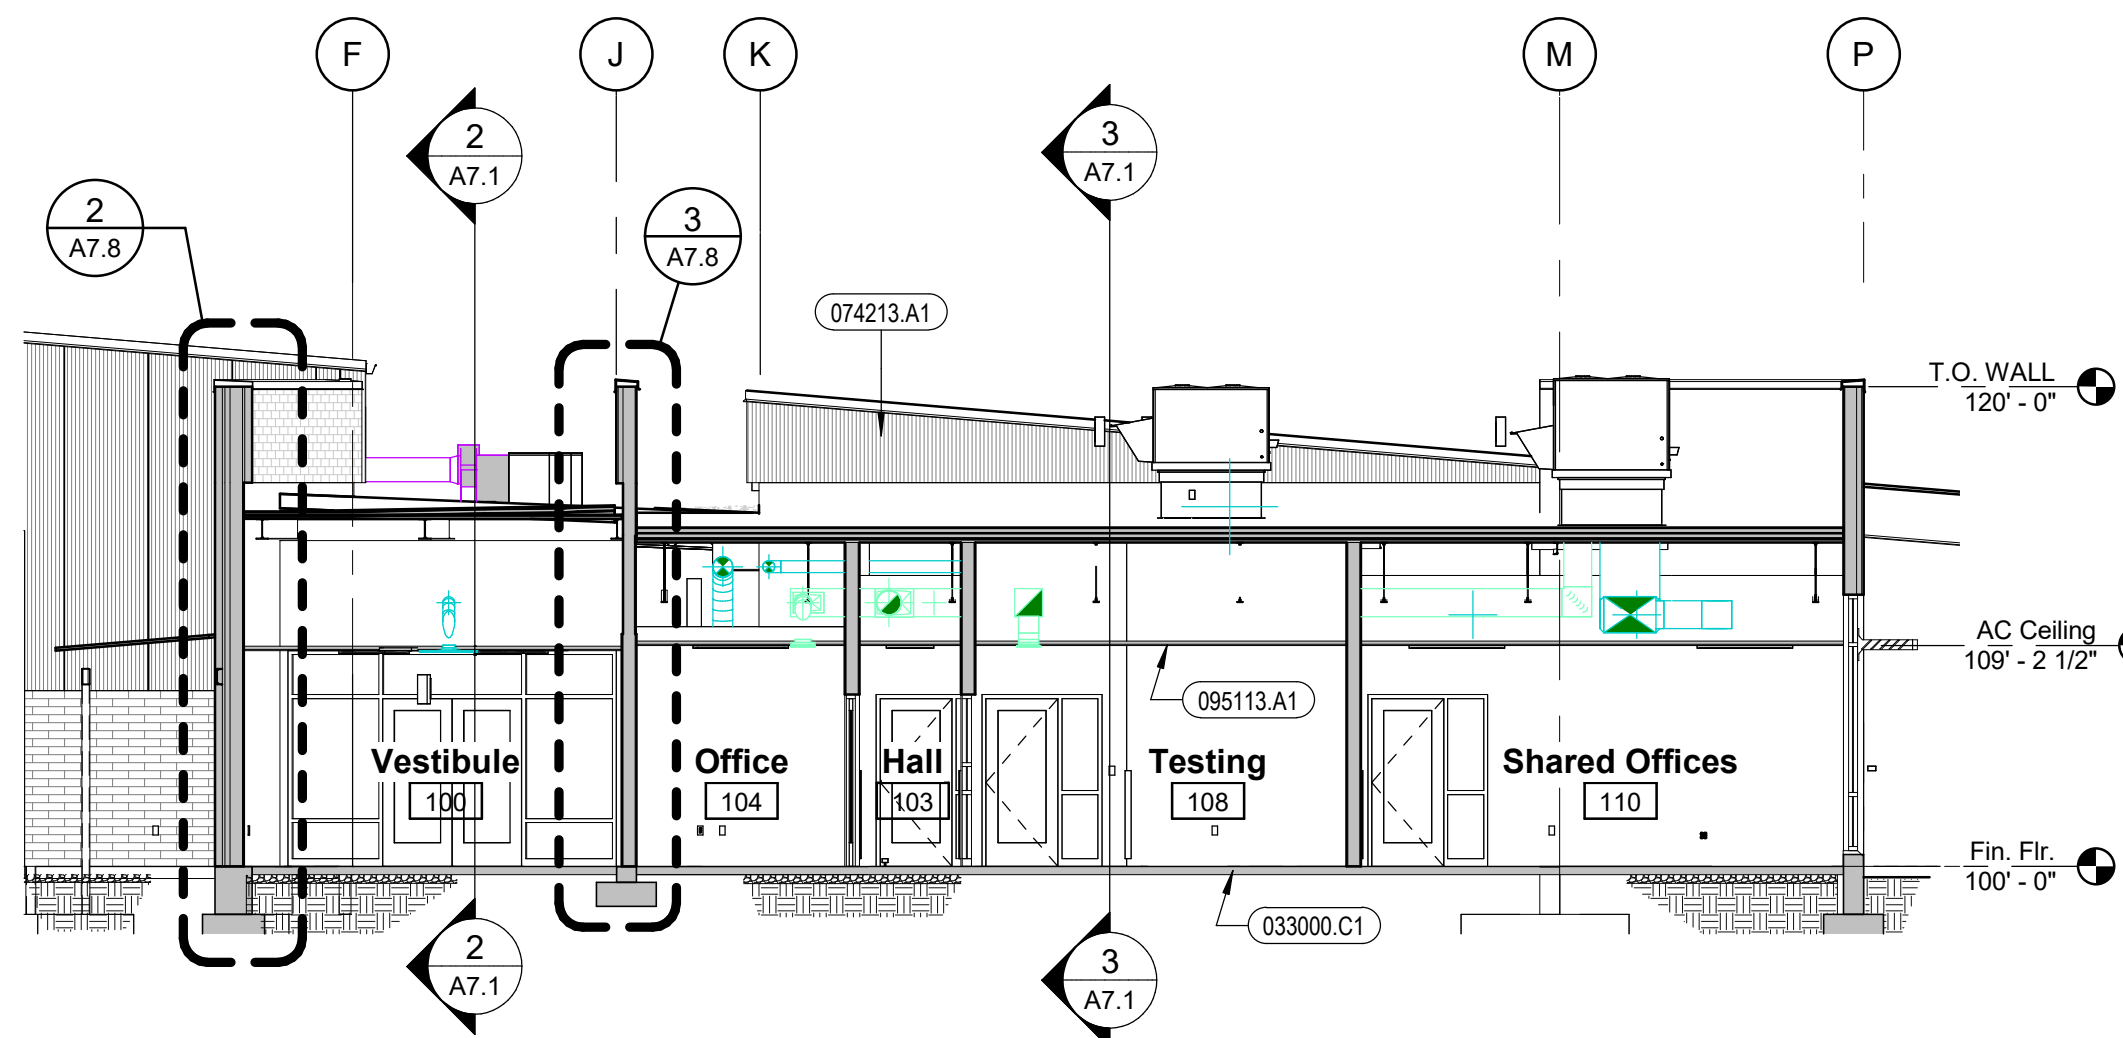 F
J
K
M
P
2
A7.1
3
A7.1
2
A7.8
3
A7.8
074213.A1
T.O. WALL
120' - 0"
AC Ceiling
109' - 2 1/2"
095113.A1
Vestibule
100
Office
104
Hall
103
Testing
108
Shared Offices
110
Fin. Flr.
100' - 0"
033000.C1
2
A7.1
3
A7.1